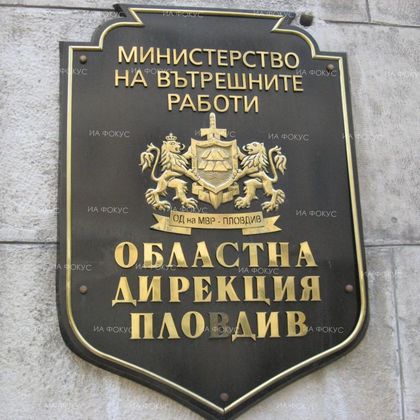 МИНИСТЕРСТВО
НА ВЪТРЕШНИТЕ
РАБОТИ
ОД на МВР - ПЛОВДИВ
ОБЛАСТНА
ДИРЕКЦИЯ
ПЛОВДИВ
ИА ФОКУС